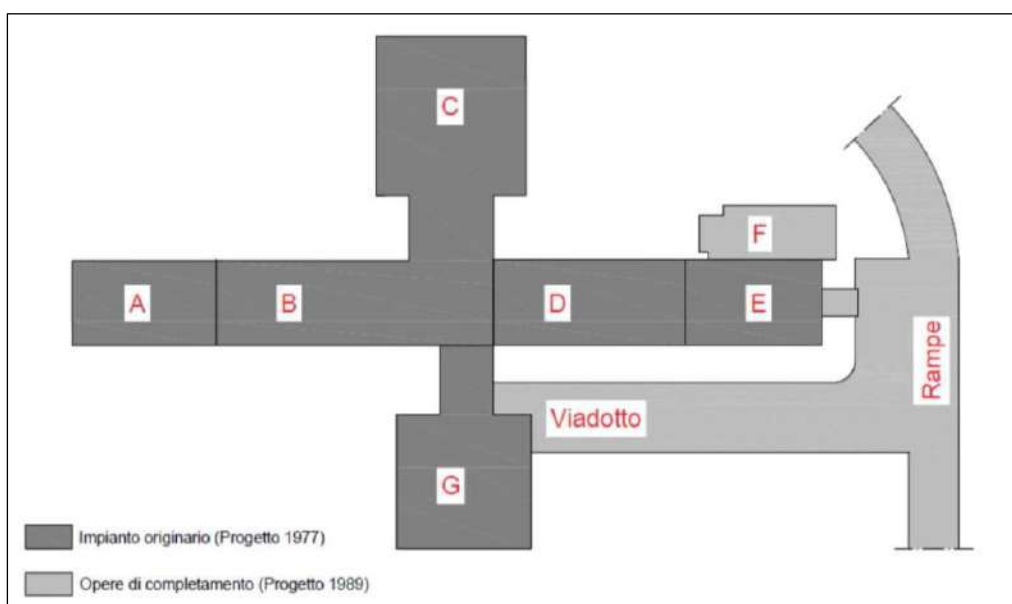 C
F
A
B
D
E
Rampe
Viadotto
G
Impianto originario (Progetto 1977)
Opere di completamento (Progetto 1989)